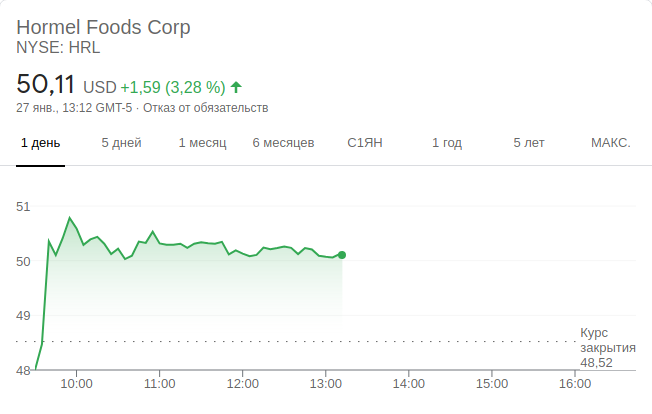 Hormel Foods Corp
NYSE: HRL
50,11 USD +1,59 (3,28 %)
27 янв., 13:12 GMT-5 · Отказ от обязательств
1 день 5 дней 1 месяц 6 месяцев С1ЯН 1 год 5 лет МАКС.
51
50
49
Курс
закрытия
48,52
48
10:00 11:00 12:00 13:00 14:00 15:00 16:00